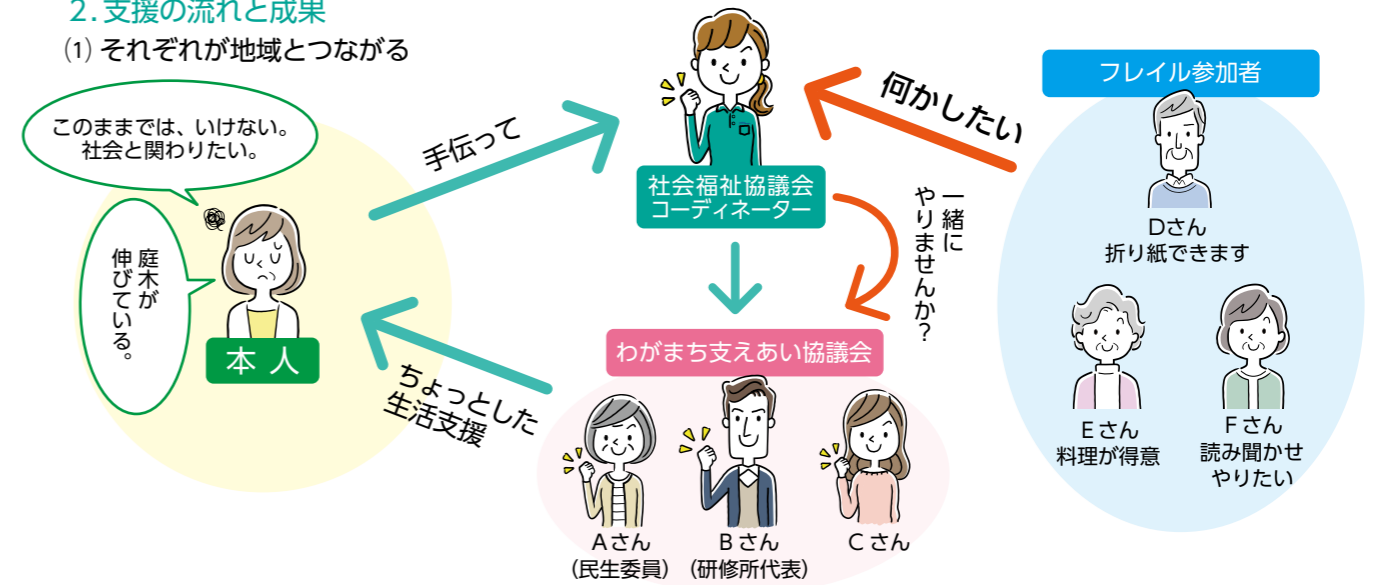 2.支援の流れと成果
⑴ それぞれが地域とつながる
このままでは、いけない。
社会と関わりたい。
庭木が
伸びている。
本人
手伝って
社会福祉協議会
コーディネーター
何かしたい
一緒に
やりませんか？
フレイル参加者
Dさん
折り紙できます
Eさん
料理が得意
Fさん
読み聞かせ
やりたい
ちょっとした
生活支援
わがまち支えあい協議会
Aさん
（民生委員）
Bさん
（研修所代表）
Cさん